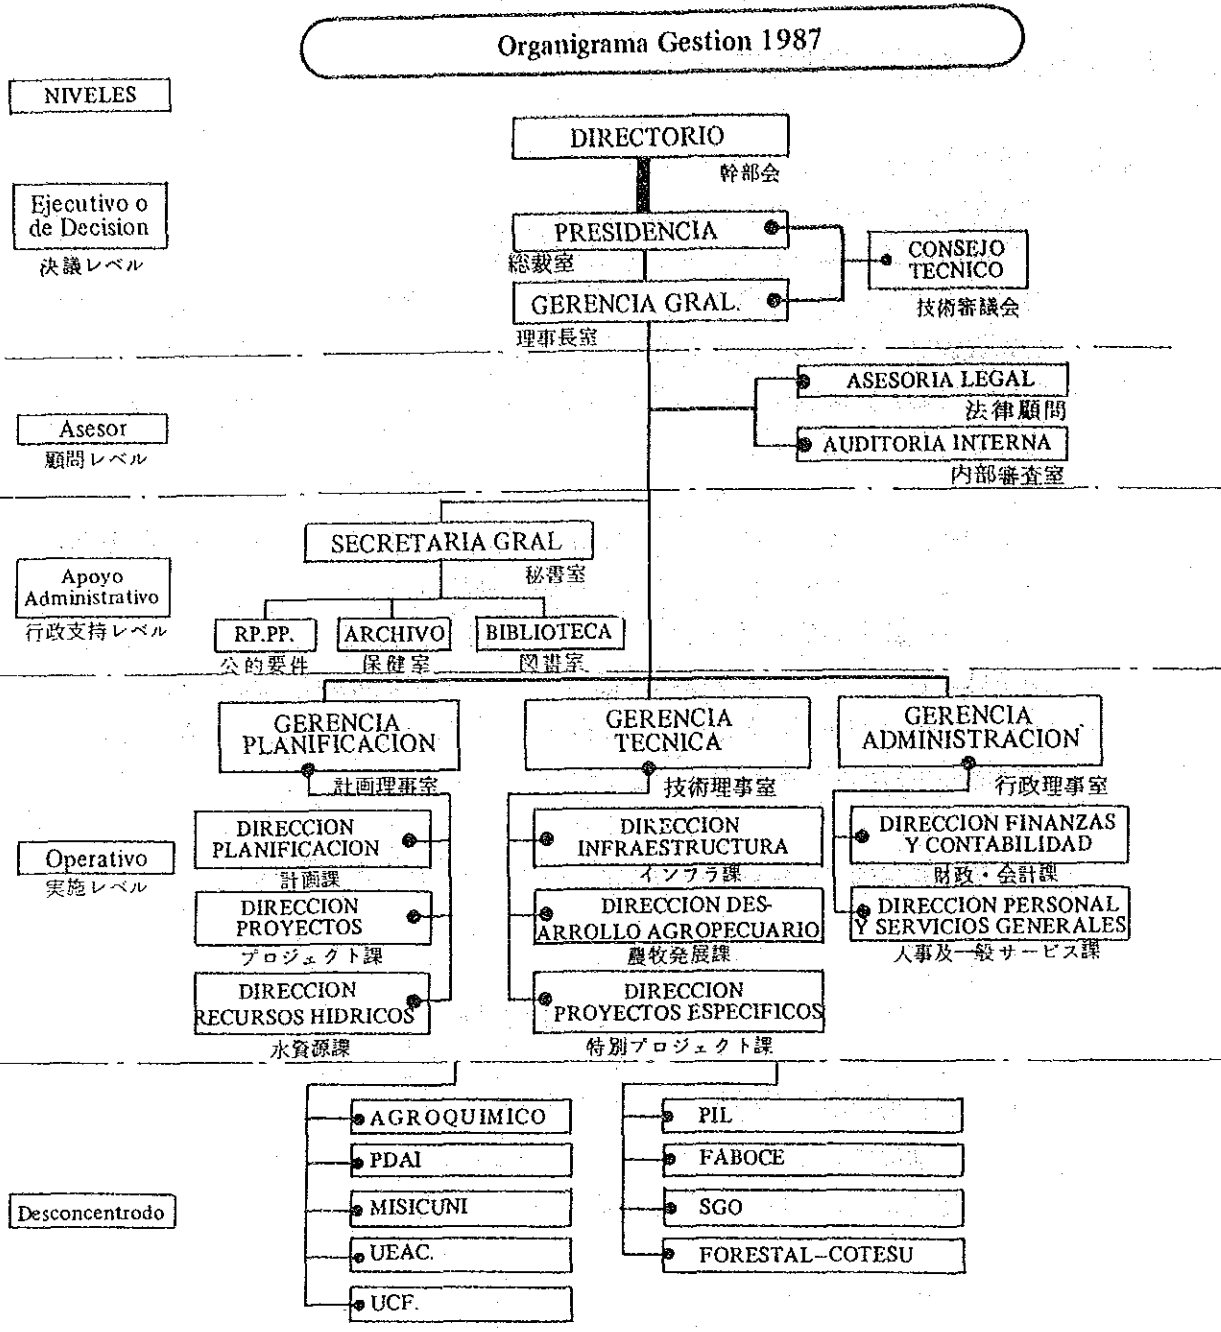 Organigrama Gestion 1987
NIVELES
DIRECTORIO
幹部会
Ejecutivo o
de Decision
決議レベル
PRESIDENCIA
総裁室
CONSEJO
TECNICO
技術審議会
GERENCIA GRAL.
理事長室
ASESORIA LEGAL
法律顧問
Asesor
顧問レベル
AUDITORIA INTERNA
内部審査室
SECRETARIA GRAL
秘書室
Apoyo
Administrativo
行政支持レベル
RP.PP.
公的要件
ARCHIVO
保健室
BIBLIOTECA
図書室
GERENCIA
PLANIFICACION
計画理事室
GERENCIA
TECNICA
技術理事室
GERENCIA
ADMINISTRACION
行政理事室
Operativo
実施レベル
DIRECCION
PLANIFICACION
計画課
DIRECCION
INFRAESTRUCTURA
インフラ課
DIRECCION FINANZAS
Y CONTABILIDAD
財政・会計課
DIRECCION
PROYECTOS
プロジェクト課
DIRECCION DES-
ARROLLO AGROPECUARIO
農牧発展課
DIRECCION PERSONAL
Y SERVICIOS GENERALES
人事及一般サービス課
DIRECCION
RECURSOS HIDRICOS
水資源課
DIRECCION
PROYECTOS ESPECIFICOS
特別プロジェクト課
Desconcentrodo
AGROQUIMICO
PDAI
MISICUNI
UEAC.
UCF.
PIL
FABOCE
SGO
FORESTAL-COTESU